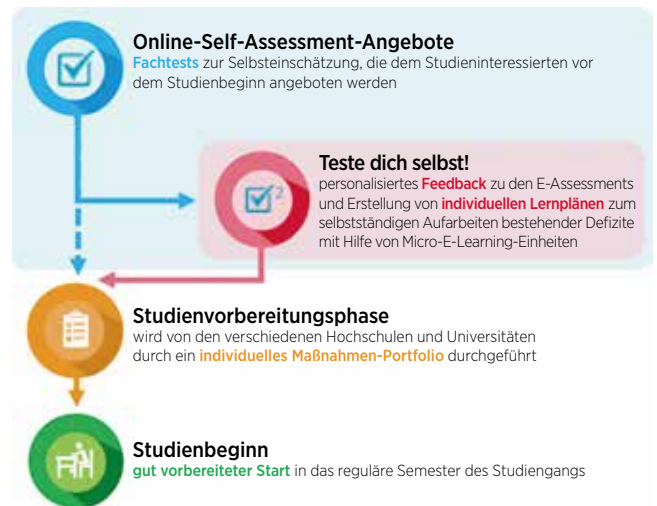 Online-Self-Assessment-Angebote
Fachtests zur Selbsteinschätzung, die dem Studieninteressierten vor
dem Studienbeginn angeboten werden
2
Teste dich selbst!
personalisiertes Feedback zu den E-Assessments
und Erstellung von individuellen Lernplänen zum
selbstständigen Aufarbeiten bestehender Defizite
mit Hilfe von Micro-E-Learning-Einheiten
Studienvorbereitungsphase
wird von den verschiedenen Hochschulen und Universitäten
durch ein individuelles Maßnahmen-Portfolio durchgeführt
Studienbeginn
gut vorbereiteter Start in das reguläre Semester des Studiengangs